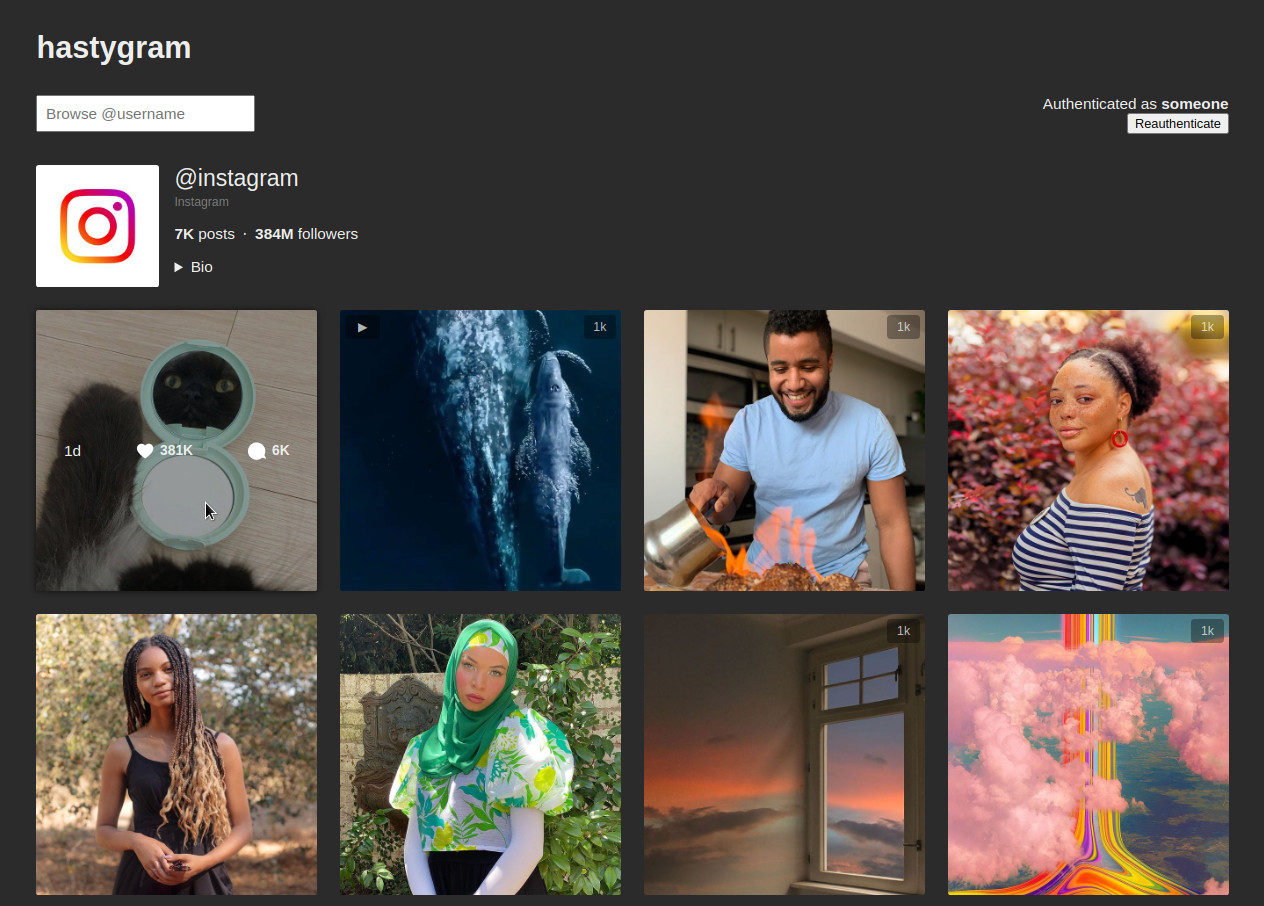 hastygram
Browse @username
Authenticated as someone
Reauthenticate
@instagram
Instagram
7K posts · 384M followers
Bio
1k
1k
1k
1d 381K 6K
1k
1k